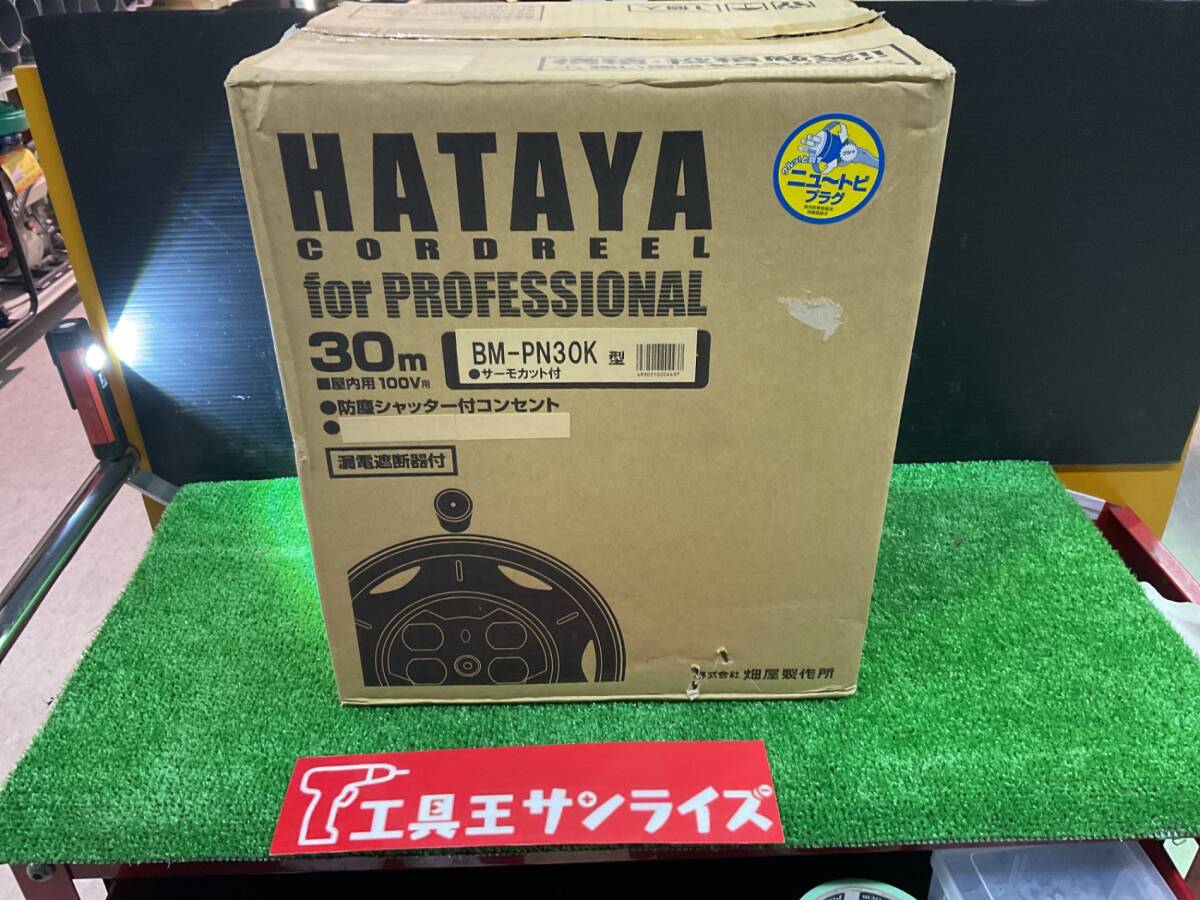 HATAYA
CORDREEL
for PROFESSIONAL
30m
BM-PN30K 型
●サーモカット付
■屋内用 100V用
●防塵シャッター付コンセント
●
漏電遮断器付
ニュートビ
プラグ
株式会社 畑屋製作所
工具王サンライズ